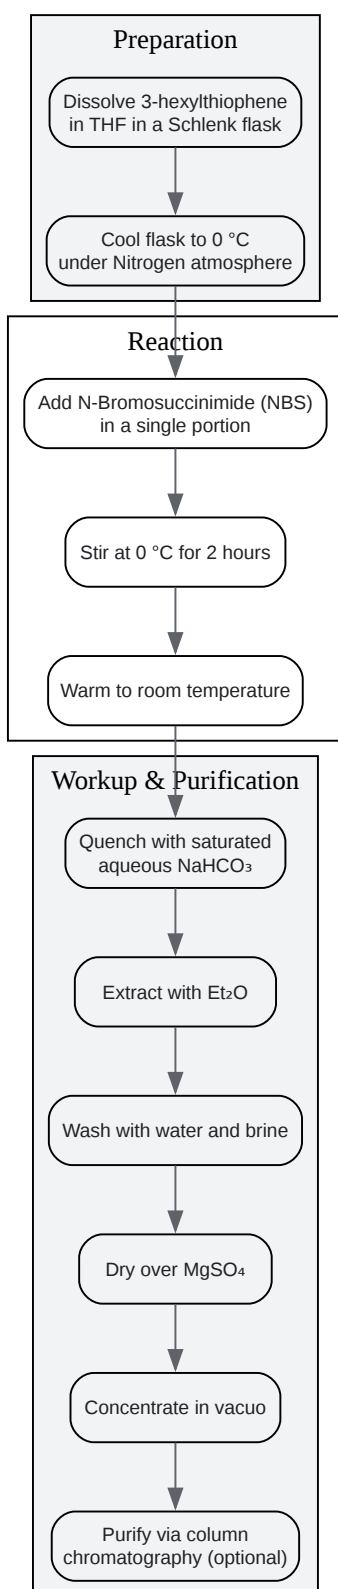 Preparation
Dissolve 3-hexylthiophene
in THF in a Schlenk flask
Cool flask to 0 °C
under Nitrogen atmosphere
Reaction
Add N-Bromosuccinimide (NBS)
in a single portion
Stir at 0 °C for 2 hours
Warm to room temperature
Workup & Purification
Quench with saturated
aqueous NaHCO₃
Extract with Et₂O
Wash with water and brine
Dry over MgSO₄
Concentrate in vacuo
Purify via column
chromatography (optional)